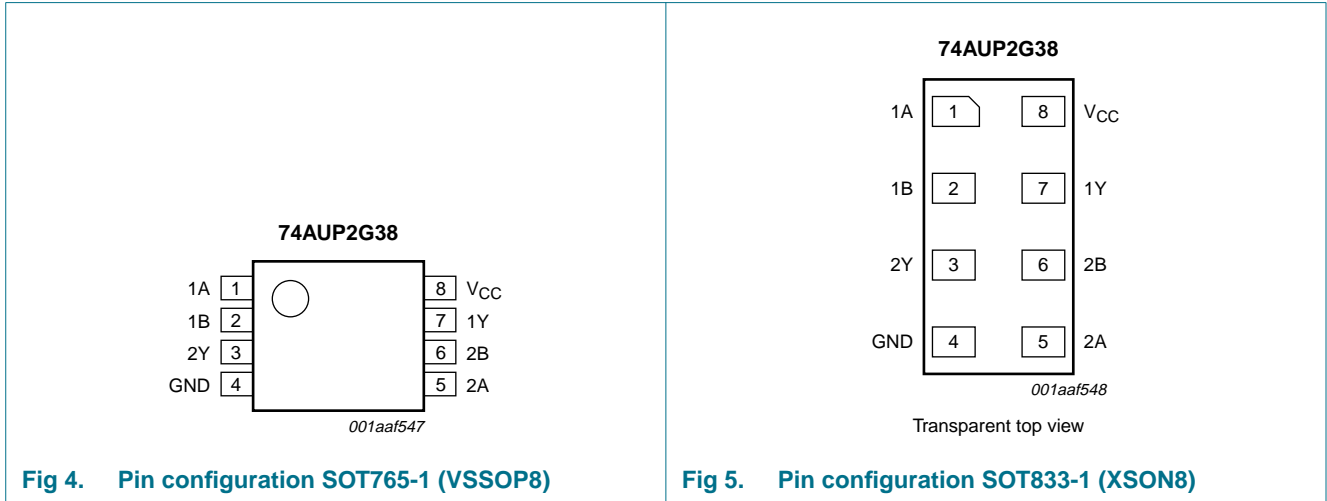 74AUP2G38
1A 1 8 VCC
1B 2 7 1Y
2Y 3 6 2B
GND 4 5 2A
001aaf547
Fig 4. Pin configuration SOT765-1 (VSSOP8)
74AUP2G38
1A 1 8 VCC
1B 2 7 1Y
2Y 3 6 2B
GND 4 5 2A
001aaf548
Transparent top view
Fig 5. Pin configuration SOT833-1 (XSON8)